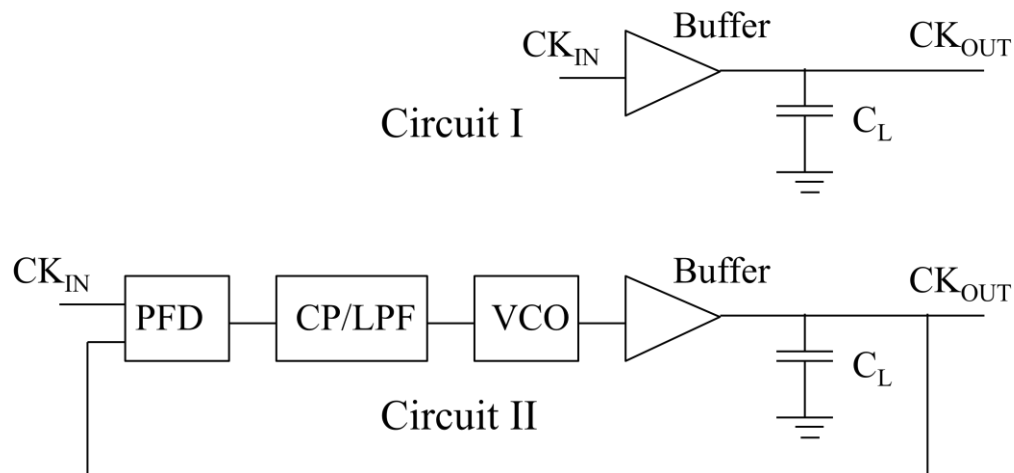 Buffer
CK_IN
CK_OUT
Circuit I
C_L
CK_IN
PFD
CP/LPF
VCO
Buffer
CK_OUT
C_L
Circuit II